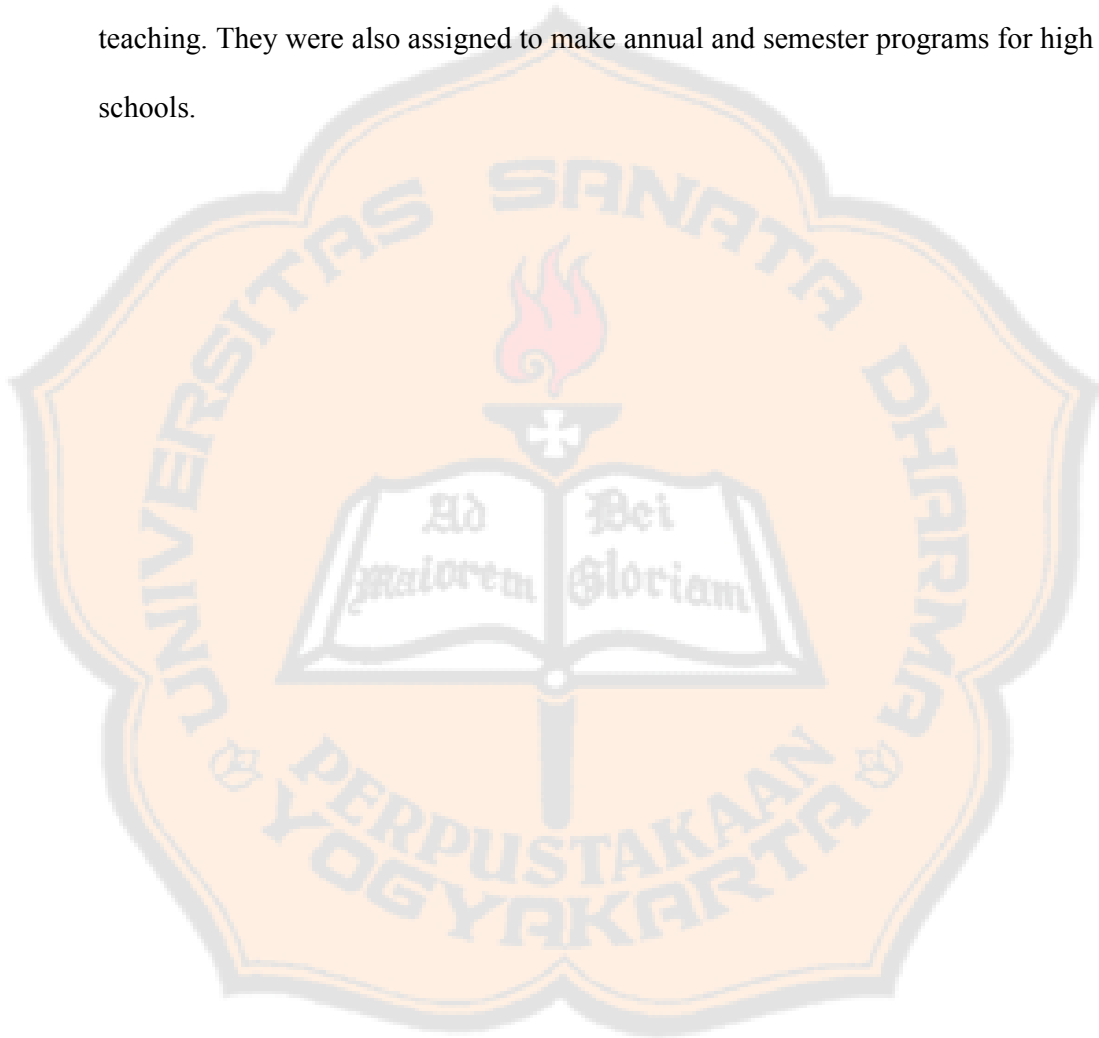 teaching. They were also assigned to make annual and semester programs for high
schools.
UNIVERSITAS SANATA DHARMA
Ad
Maiorem
Dei
Gloriam
PERPUSTAKAAN
YOGYAKARTA